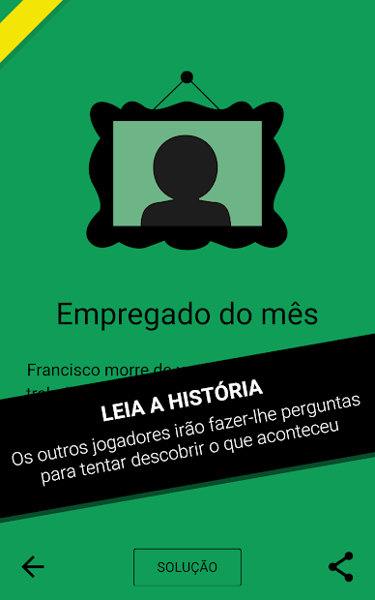 Empregado do mês
Francisco morre de
LEIA A HISTÓRIA
Os outros jogadores irão fazer-lhe perguntas
para tentar descobrir o que aconteceu
SOLUÇÃO